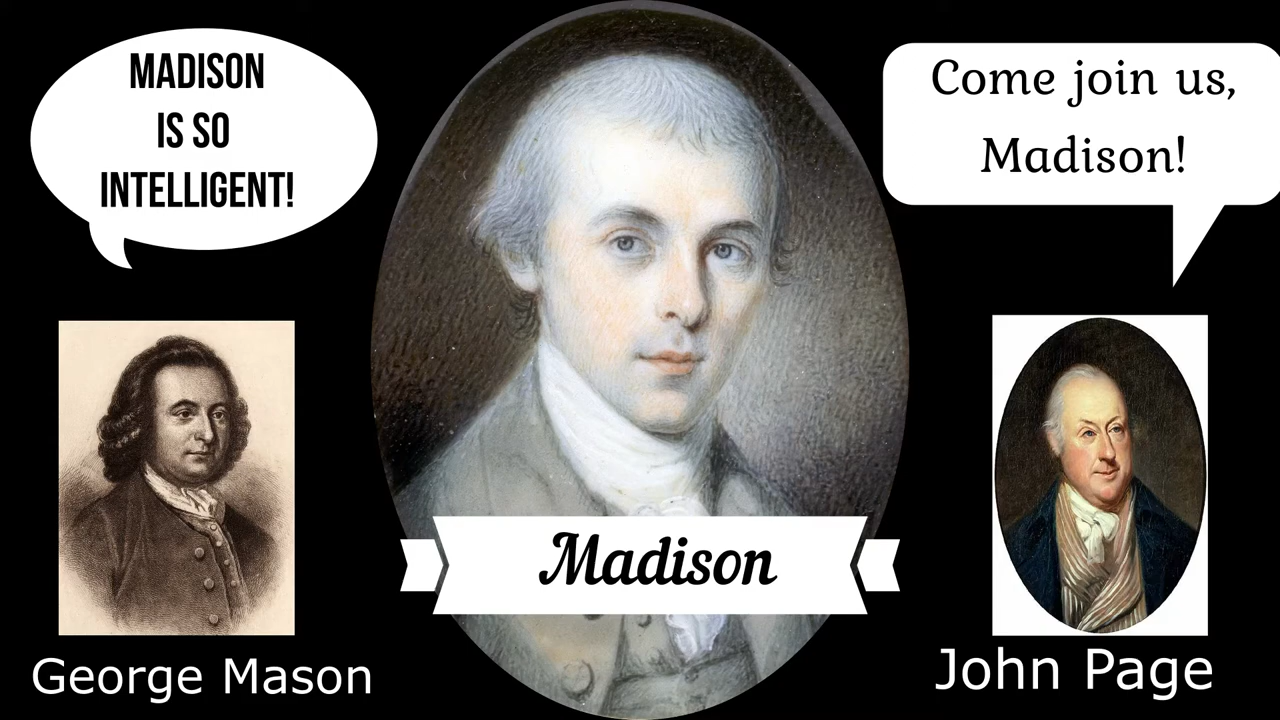 MADISON
IS SO
INTELLIGENT!
Come join us,
Madison!
Madison
George Mason
John Page